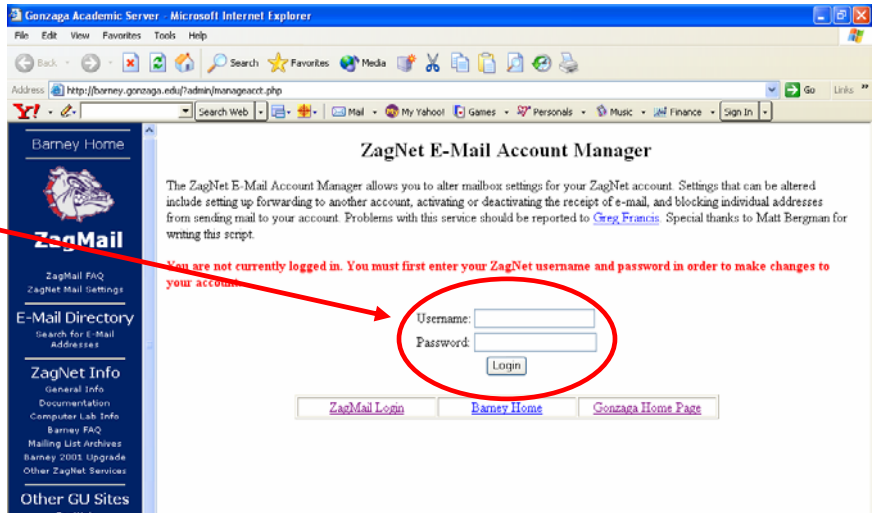 Gonzaga Academic Server - Microsoft Internet Explorer
File Edit View Favorites Tools Help
Back Search Favorites Media
Address http://barney.gonzaga.edu/?admin/manageacct.php Go Links »
Y! Search Web Mail My Yahoo! Games Personals Music Finance Sign In
Barney Home
ZagMail
ZagMail FAQ
ZagNet Mail Settings
E-Mail Directory
Search for E-Mail
Addresses
ZagNet Info
General Info
Documentation
Computer Lab Info
Barney FAQ
Mailing List Archives
Barney 2001 Upgrade
Other ZagNet Services
Other GU Sites
ZagNet E-Mail Account Manager
The ZagNet E-Mail Account Manager allows you to alter mailbox settings for your ZagNet account. Settings that can be altered
include setting up forwarding to another account, activating or deactivating the receipt of e-mail, and blocking individual addresses
from sending mail to your account. Problems with this service should be reported to Greg Francis. Special thanks to Matt Bergman for
writing this script.
You are not currently logged in. You must first enter your ZagNet username and password in order to make changes to
your account.
Username:
Password:
Login
ZagMail Login Barney Home Gonzaga Home Page